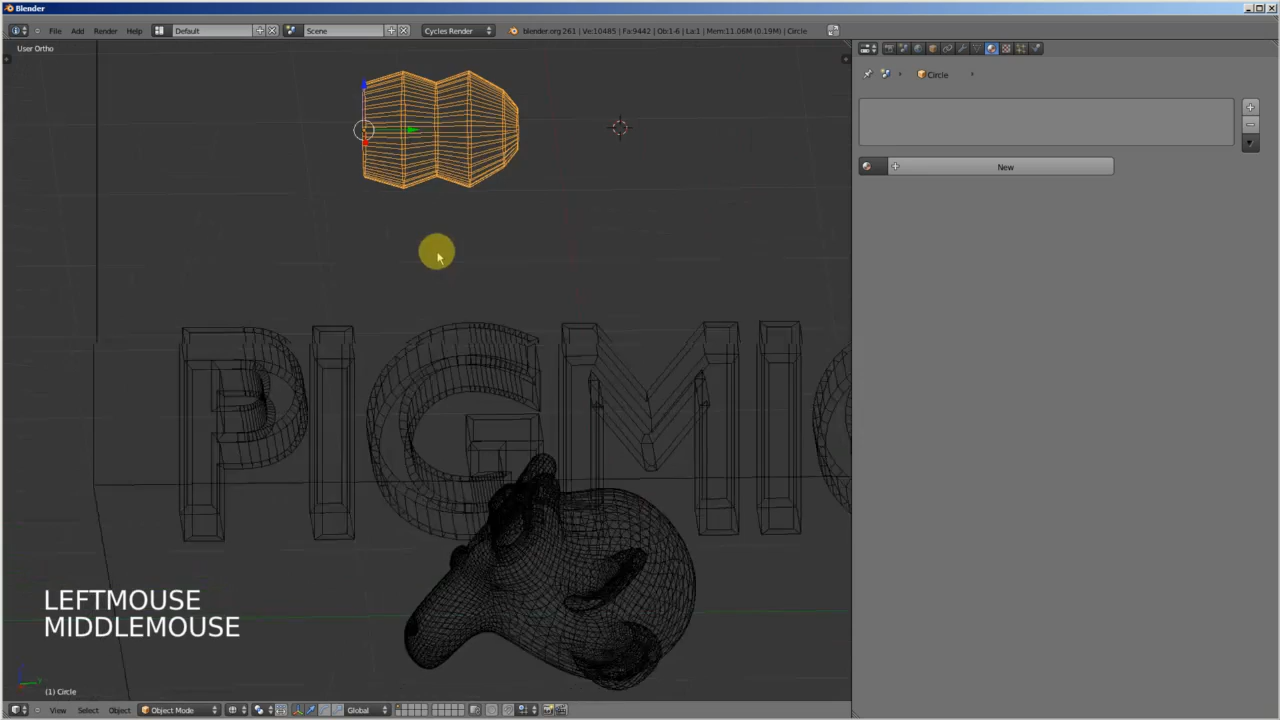 Blender
File Add Render Help Default Scene Cycles Render blender.org 261 | Ve:10485 | Fa:9442 | Ob:1-6 | La:1 | Mem:11.06M (0.19M) | Circle
User Ortho
Circle
New
PIGMI
LEFTMOUSE
MIDDLEMOUSE
(1) Circle
View Select Object Object Mode Global